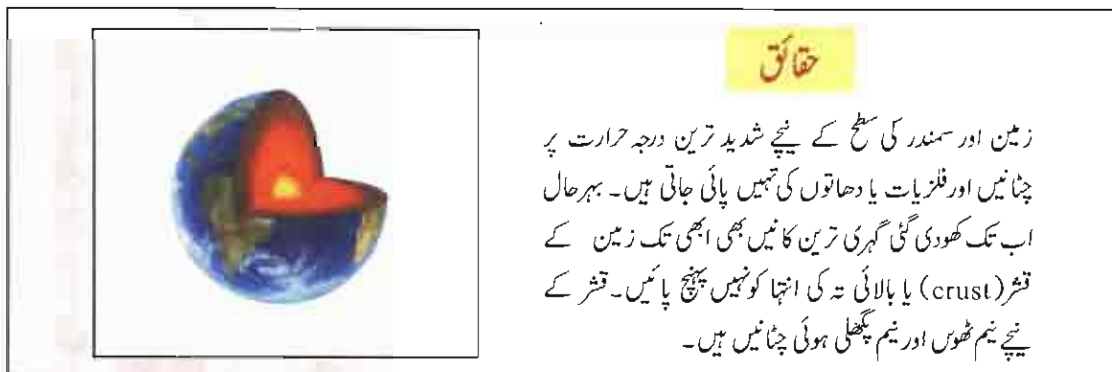 حقائق
زمین اور سمندر کی سطح کے نیچے شدید ترین درجہ حرارت پر
چٹانیں اور فلزیات یا دھاتوں کی تہیں پائی جاتی ہیں۔ بہرحال
اب تک کھودی گئی گہری ترین کانیں بھی ابھی تک زمین کے
قشر (crust) یا بالائی تہ کی انتہا کو نہیں پہنچ پائیں۔ قشر کے
نیچے نیم ٹھوس اور نیم پگھلی ہوئی چٹانیں ہیں۔